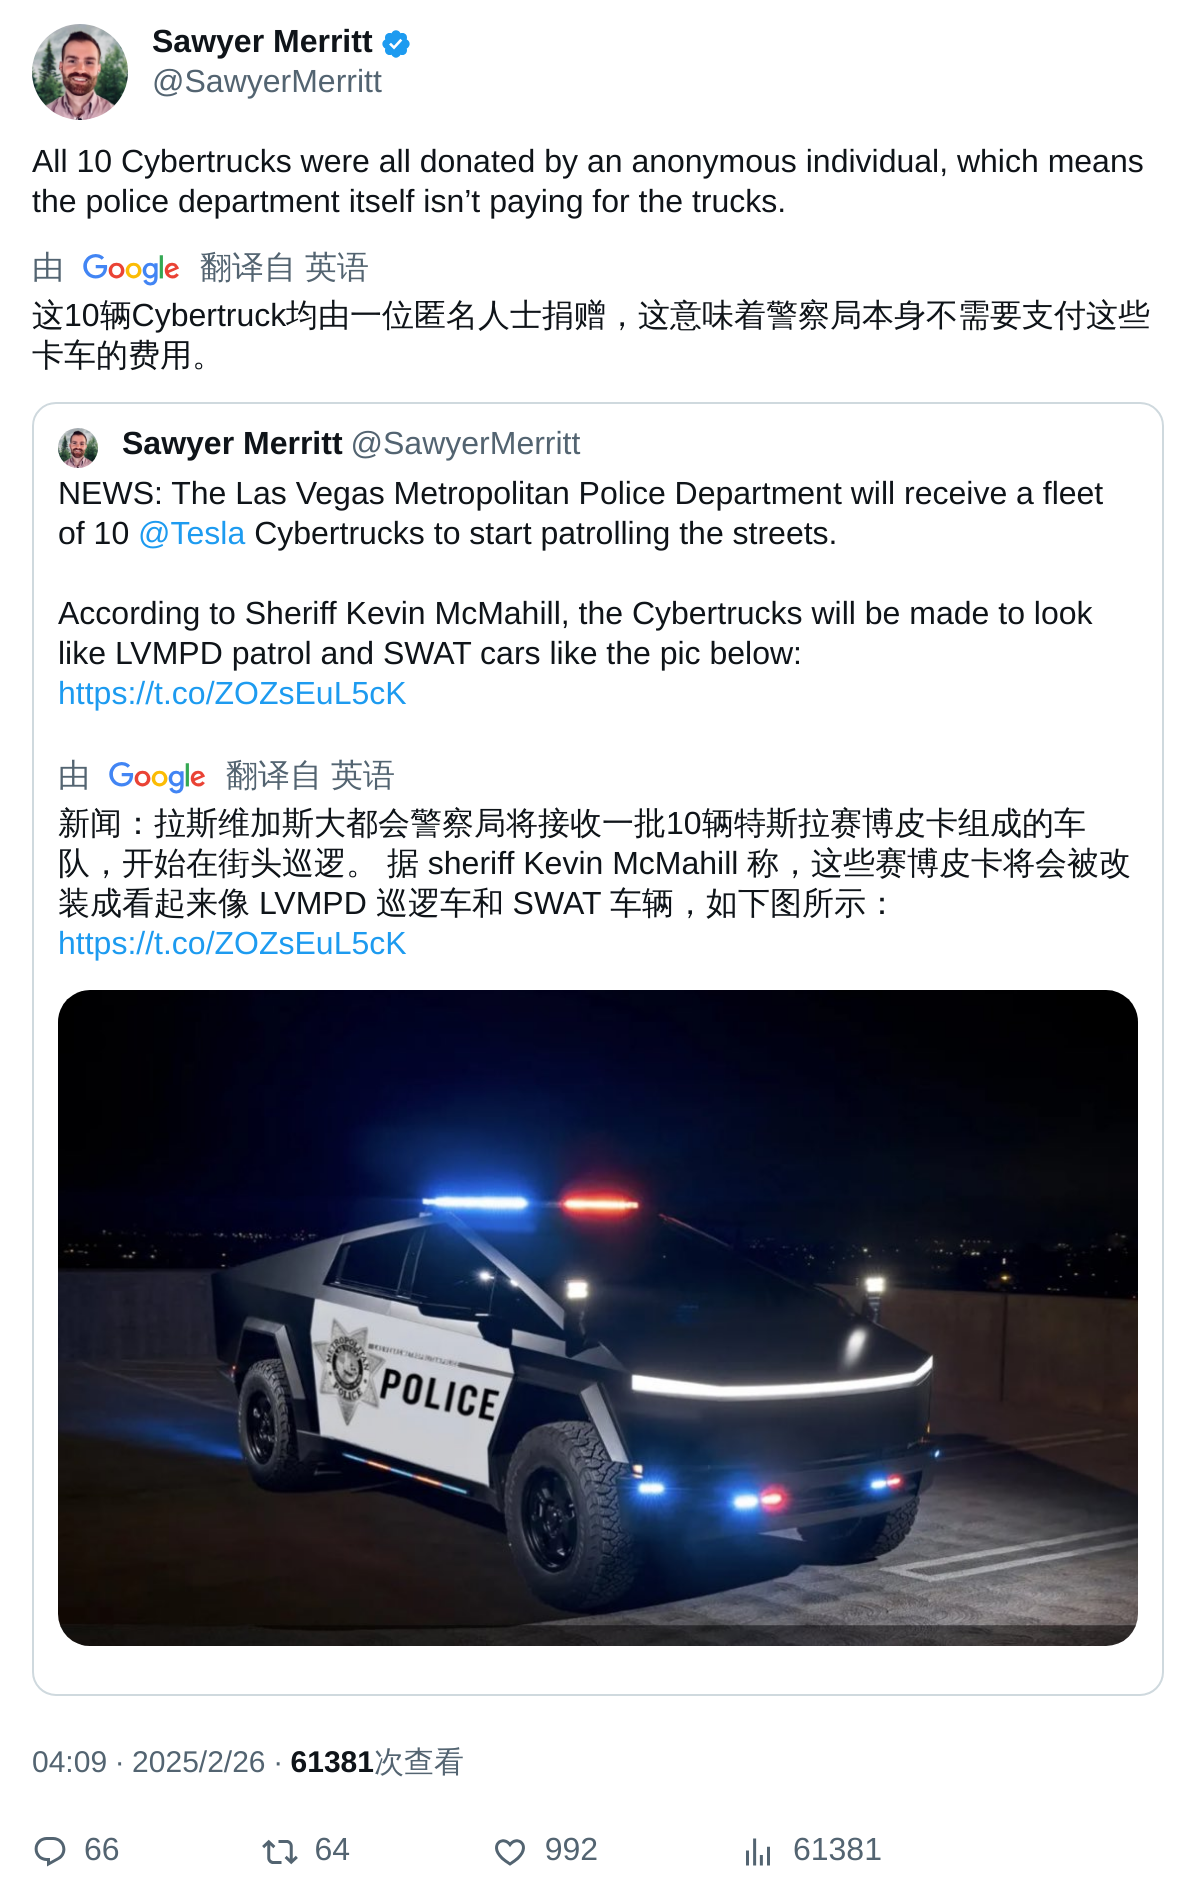 Sawyer Merritt
@SawyerMerritt
All 10 Cybertrucks were all donated by an anonymous individual, which means
the police department itself isn’t paying for the trucks.
由 Google 翻译自 英语
这10辆Cybertruck均由一位匿名人士捐赠，这意味着警察局本身不需要支付这些
卡车的费用。
Sawyer Merritt @SawyerMerritt
NEWS: The Las Vegas Metropolitan Police Department will receive a fleet
of 10 @Tesla Cybertrucks to start patrolling the streets.
According to Sheriff Kevin McMahill, the Cybertrucks will be made to look
like LVMPD patrol and SWAT cars like the pic below:
https://t.co/ZOZsEuL5cK
由 Google 翻译自 英语
新闻：拉斯维加斯大都会警察局将接收一批10辆特斯拉赛博皮卡组成的车
队，开始在街头巡逻。 据 sheriff Kevin McMahill 称，这些赛博皮卡将会被改
装成看起来像 LVMPD 巡逻车和 SWAT 车辆，如下图所示：
https://t.co/ZOZsEuL5cK
METROPOLITAN
POLICE
POLICE
04:09 · 2025/2/26 · 61381次查看
66 64 992 61381